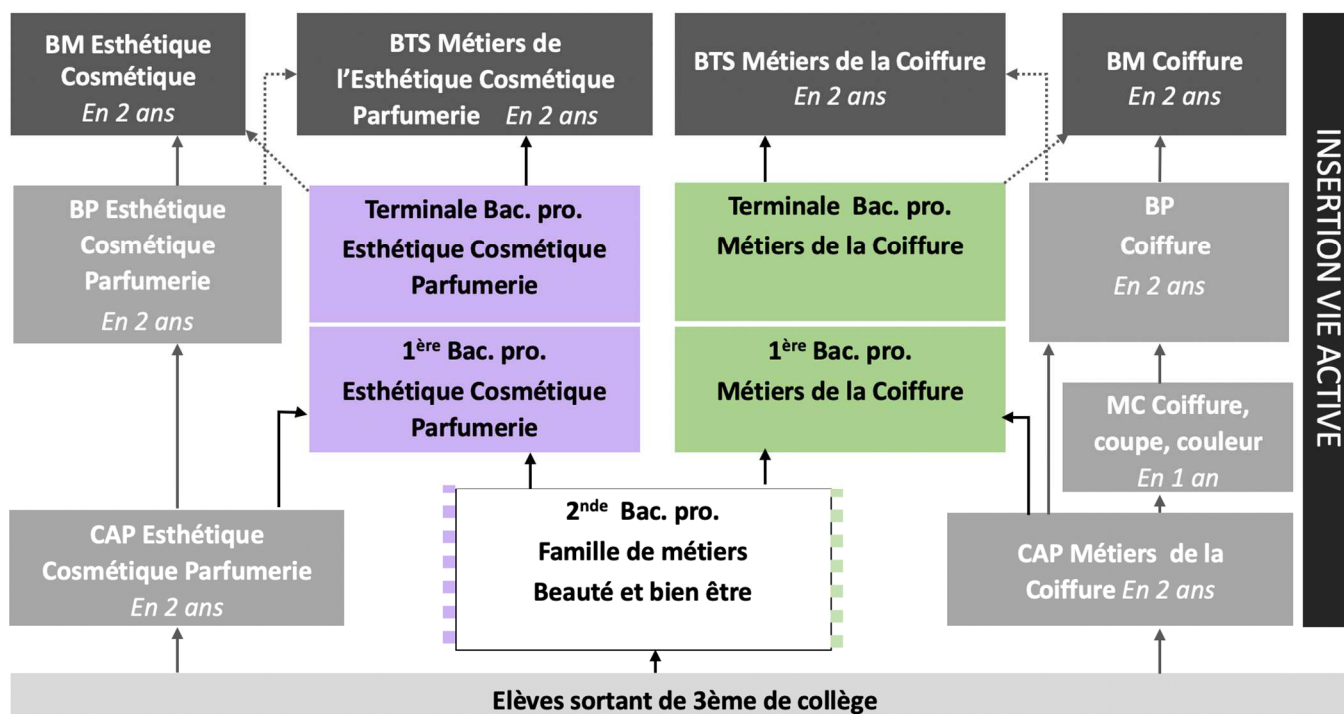 BM Esthétique
Cosmétique
En 2 ans
BTS Métiers de
l’Esthétique Cosmétique
Parfumerie En 2 ans
BTS Métiers de la Coiffure
En 2 ans
BM Coiffure
En 2 ans
BP Esthétique
Cosmétique
Parfumerie
En 2 ans
Terminale Bac. pro.
Esthétique Cosmétique
Parfumerie
Terminale Bac. pro.
Métiers de la Coiffure
BP
Coiffure
En 2 ans
1ère Bac. pro.
Esthétique Cosmétique
Parfumerie
1ère Bac. pro.
Métiers de la Coiffure
MC Coiffure,
coupe, couleur
En 1 an
CAP Esthétique
Cosmétique Parfumerie
En 2 ans
2nde Bac. pro.
Famille de métiers
Beauté et bien être
CAP Métiers de la
Coiffure En 2 ans
Elèves sortant de 3ème de collège
INSERTION VIE ACTIVE